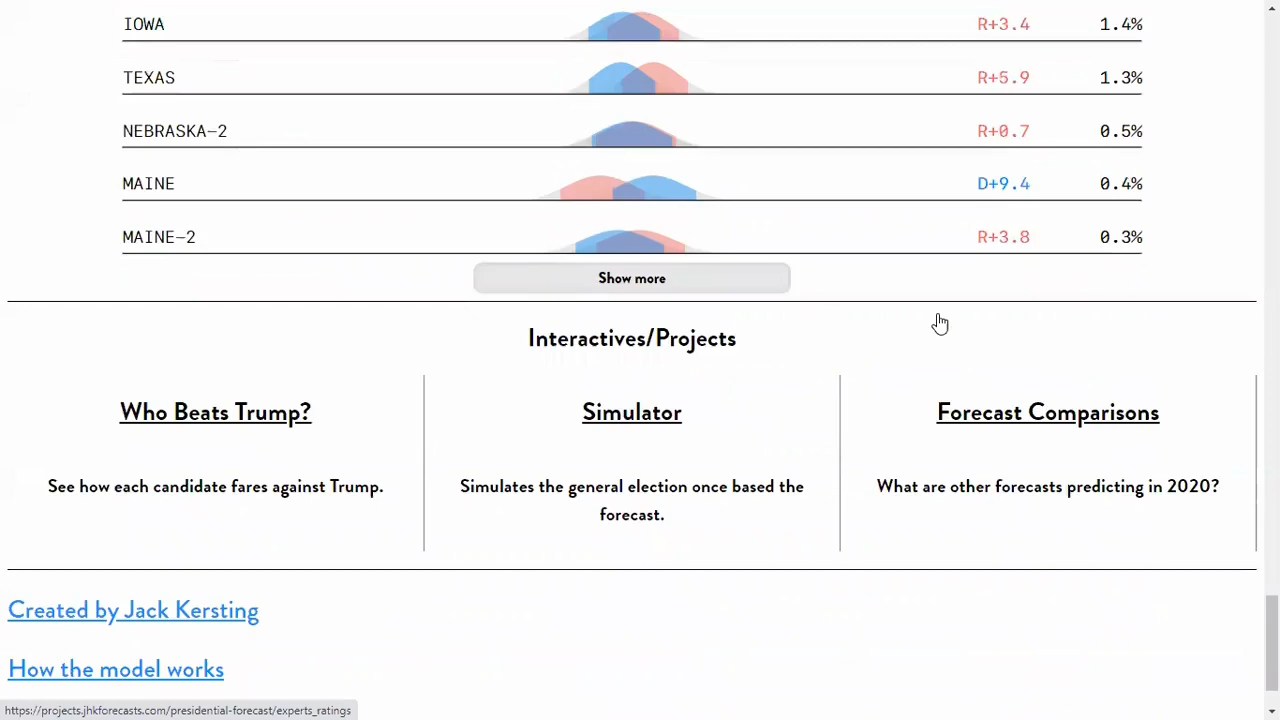 IOWA R+3.4 1.4%
TEXAS R+5.9 1.3%
NEBRASKA-2 R+0.7 0.5%
MAINE D+9.4 0.4%
MAINE-2 R+3.8 0.3%
Show more
Interactives/Projects
Who Beats Trump? Simulator Forecast Comparisons
See how each candidate fares against Trump. Simulates the general election once based the What are other forecasts predicting in 2020?
forecast.
Created by Jack Kersting
How the model works
https://projects.jhkforecasts.com/presidential-forecast/experts_ratings